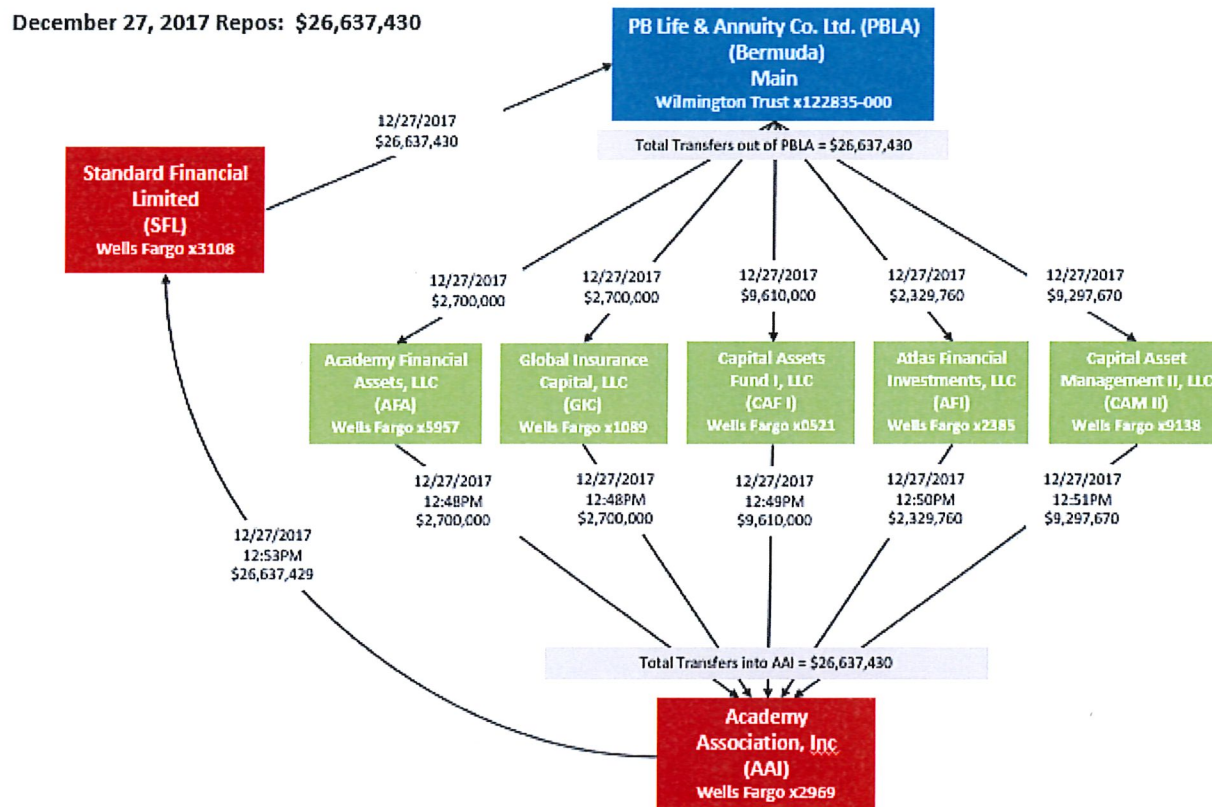 December 27, 2017 Repos:  $26,637,430
PB Life & Annuity Co. Ltd. (PBLA)
(Bermuda)
Main
Wilmington Trust x122835-000
12/27/2017
$26,637,430
Total Transfers out of PBLA = $26,637,430
Standard Financial
Limited
(SFL)
Wells Fargo x3108
12/27/2017
$2,700,000
12/27/2017
$2,700,000
12/27/2017
$9,610,000
12/27/2017
$2,329,760
12/27/2017
$9,297,670
Academy Financial
Assets, LLC
(AFA)
Wells Fargo x5957
Global Insurance
Capital, LLC
(GIC)
Wells Fargo x1089
Capital Assets
Fund I, LLC
(CAF I)
Wells Fargo x0521
Atlas Financial
Investments, LLC
(AFI)
Wells Fargo x2385
Capital Asset
Management II, LLC
(CAM II)
Wells Fargo x9138
12/27/2017
12:48PM
$2,700,000
12/27/2017
12:48PM
$2,700,000
12/27/2017
12:49PM
$9,610,000
12/27/2017
12:50PM
$2,329,760
12/27/2017
12:51PM
$9,297,670
12/27/2017
12:53PM
$26,637,429
Total Transfers into AAI = $26,637,430
Academy
Association, Inc
(AAI)
Wells Fargo x2969